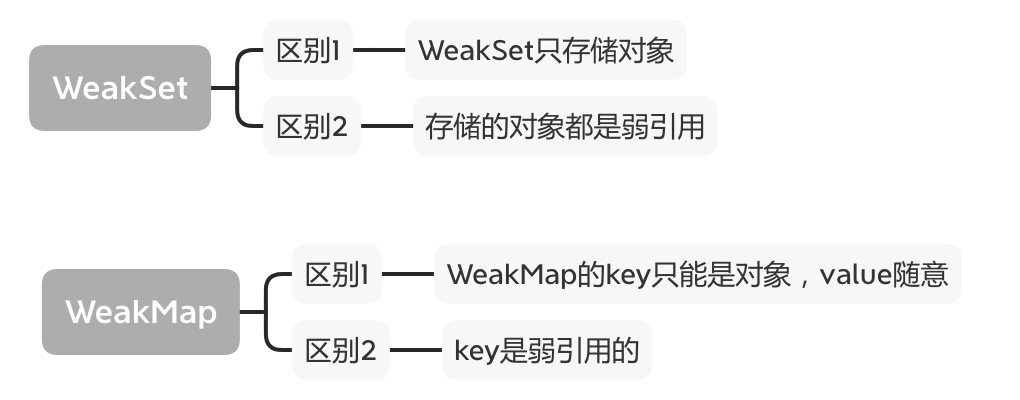 WeakSet
区别1
WeakSet只存储对象
区别2
存储的对象都是弱引用
WeakMap
区别1
WeakMap的key只能是对象，value随意
区别2
key是弱引用的